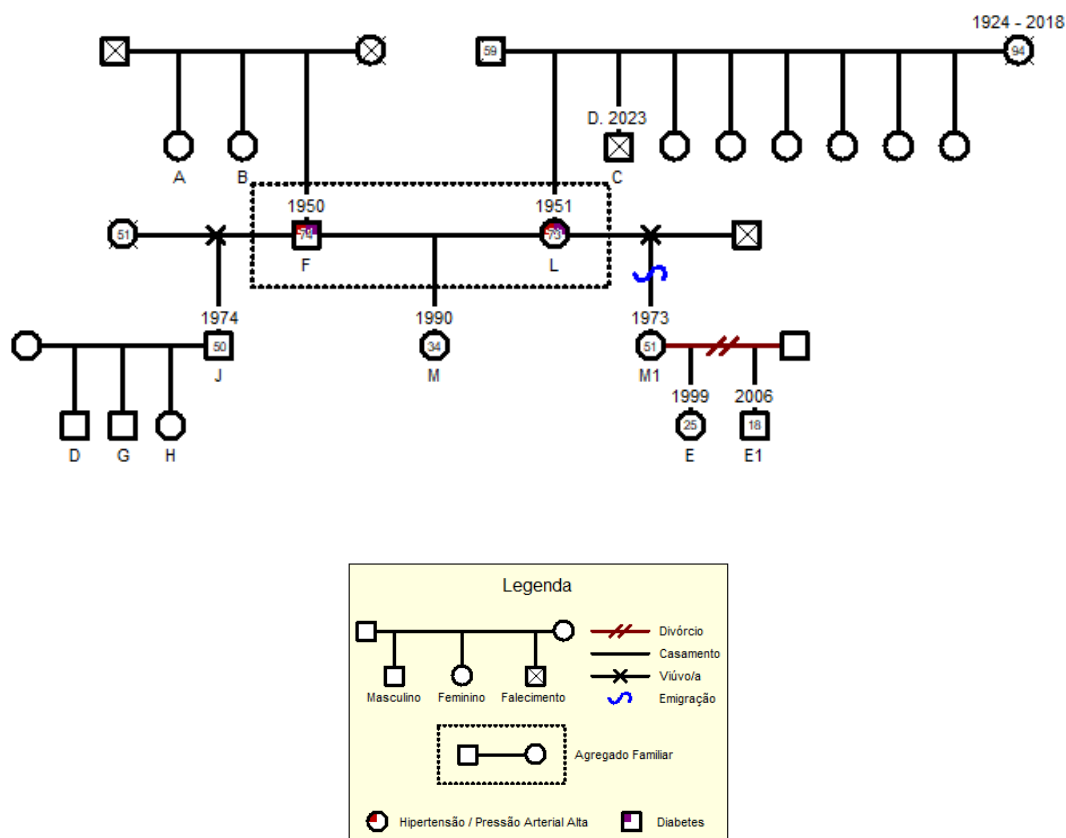 1924 - 2018
59
94
D. 2023
A
B
C
1950
1951
51
74
73
F
L
1974
1990
1973
50
34
51
J
M
M1
1999
2006
25
18
D
G
H
E
E1
Legenda
Divórcio
Casamento
Viúvo/a
Masculino
Feminino
Falecimento
Emigração
Agregado Familiar
Hipertensão / Pressão Arterial Alta
Diabetes